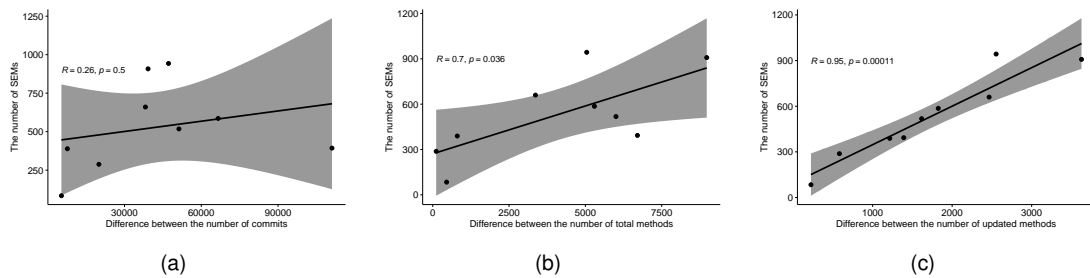 The number of SEMs
1250
1000
750
500
250
R = 0.26, p = 0.5
30000 60000 90000
Difference between the number of commits
(a)
The number of SEMs
1200
900
600
300
0
R = 0.7, p = 0.036
0 2500 5000 7500
Difference between the number of total methods
(b)
The number of SEMs
1200
900
600
300
0
R = 0.95, p = 0.00011
1000 2000 3000
Difference between the number of updated methods
(c)